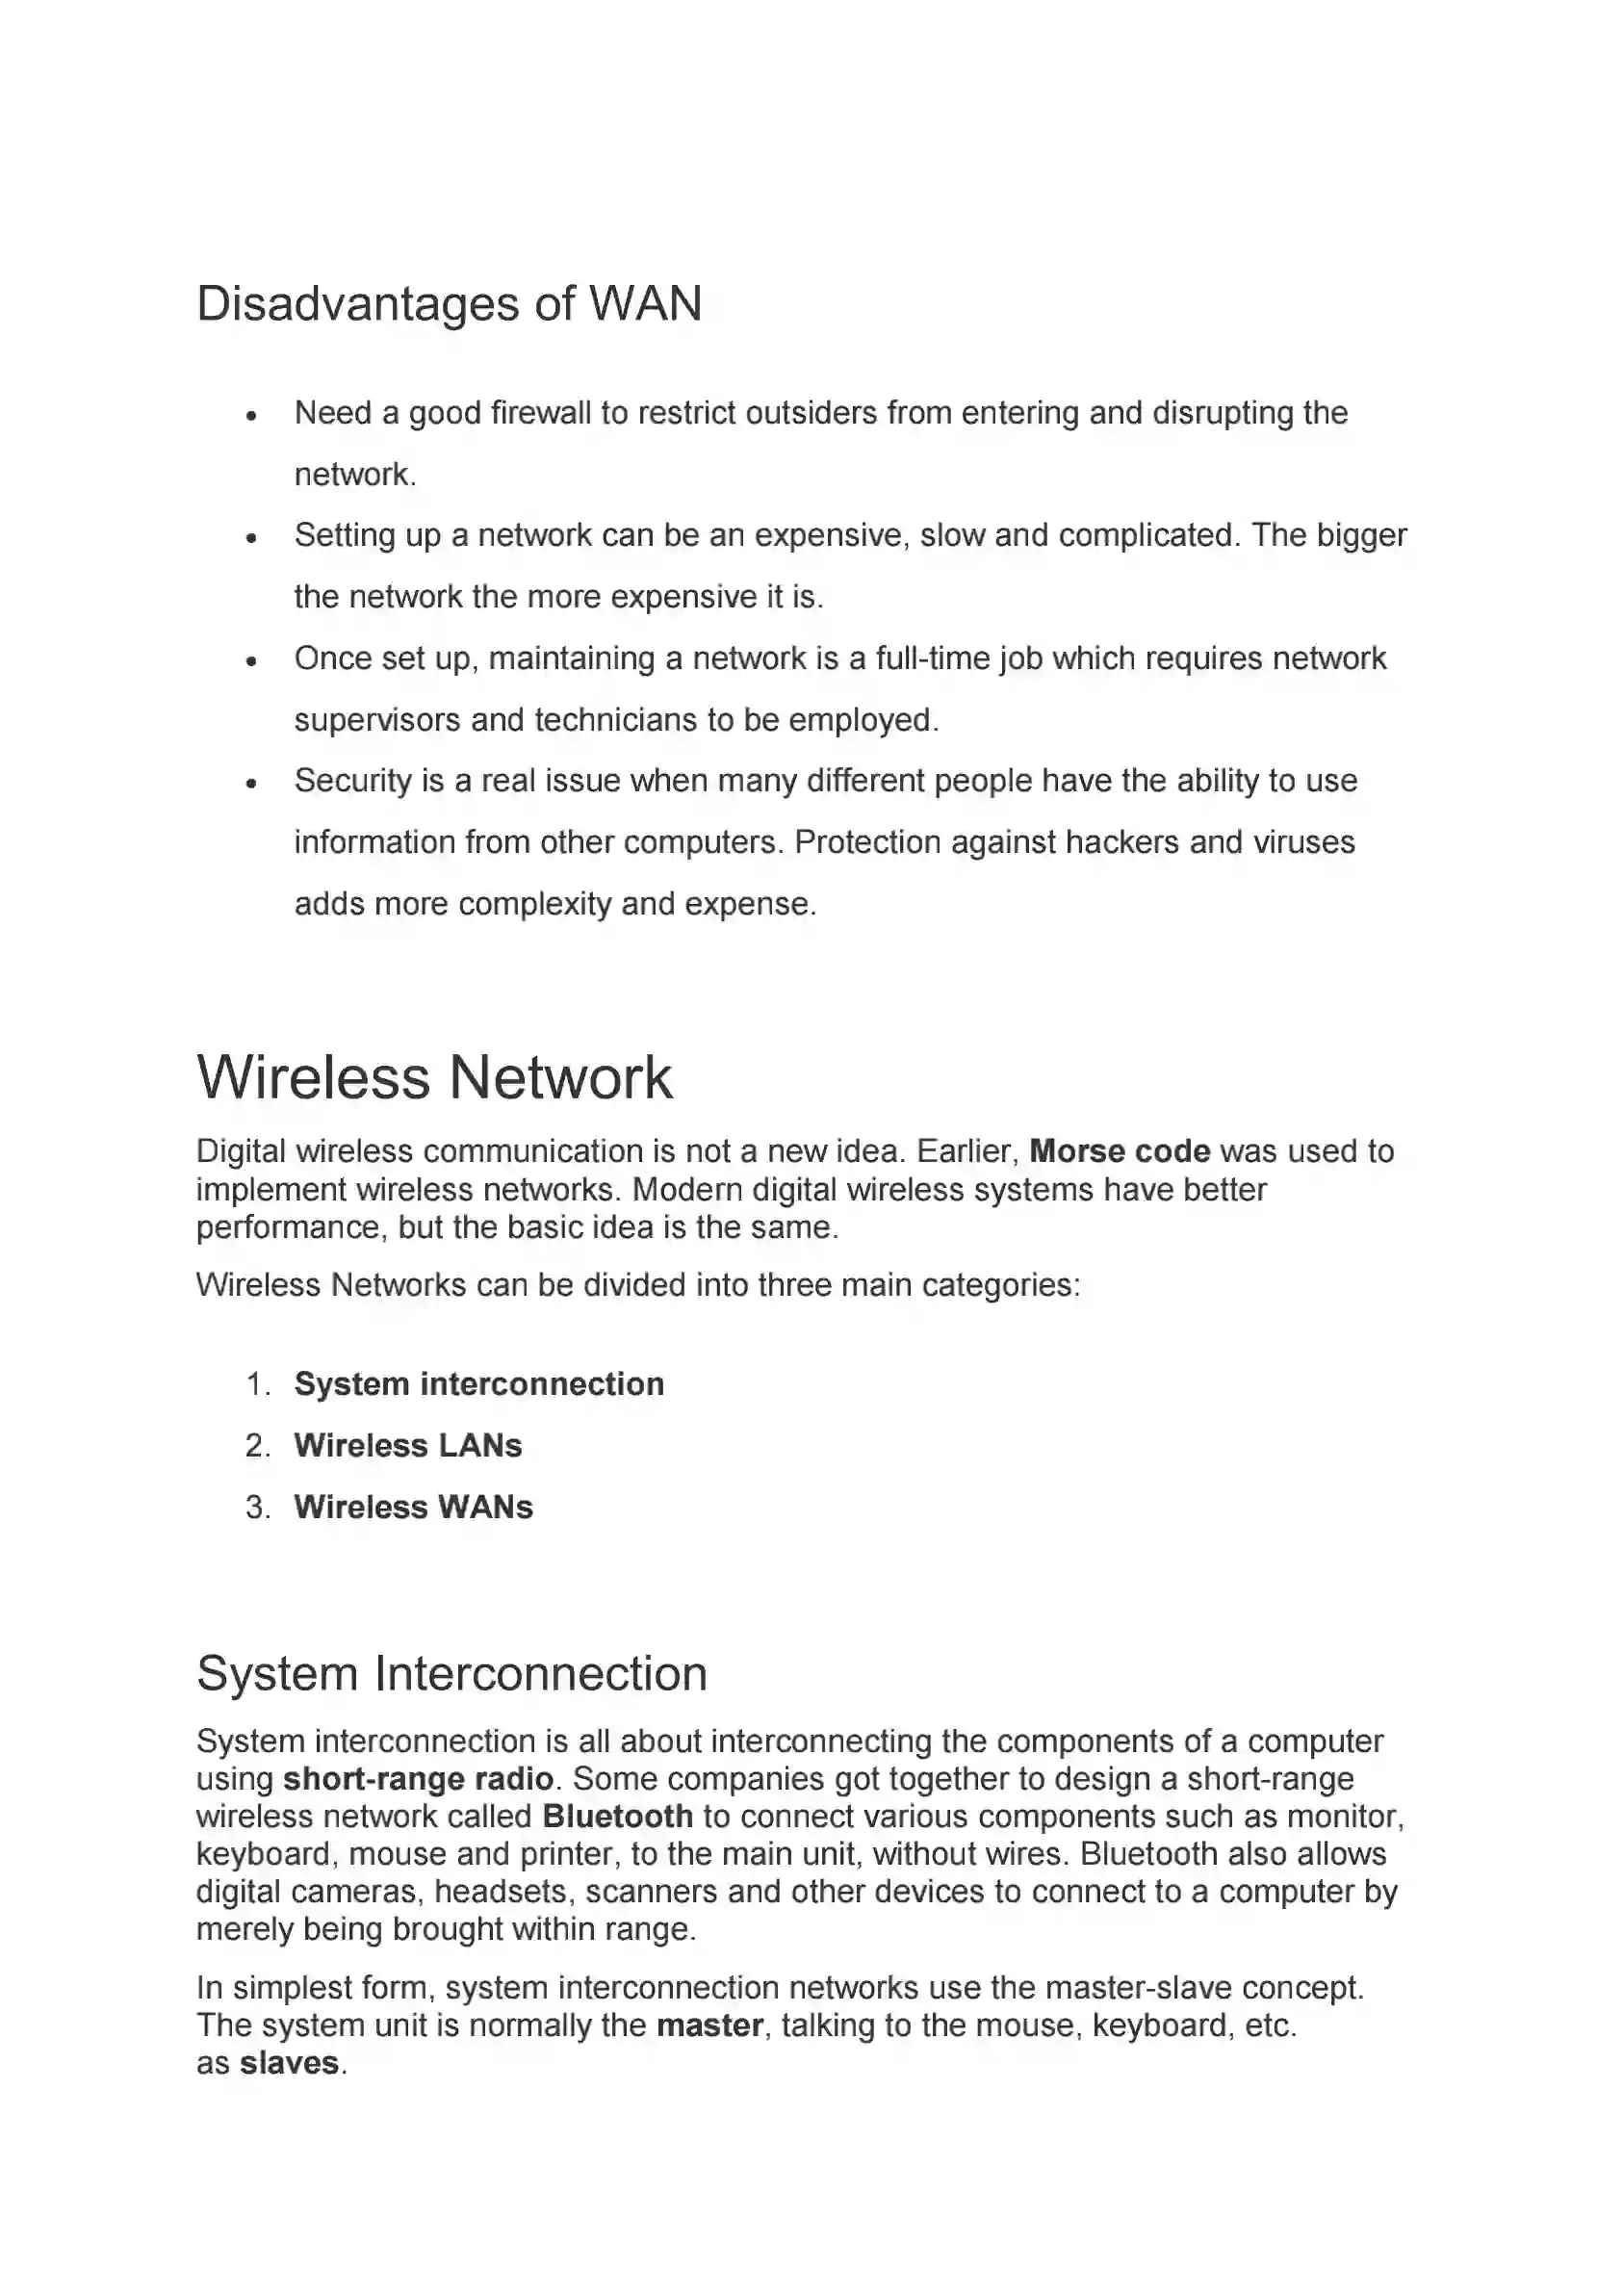 Disadvantages of WAN
• Need a good firewall to restrict outsiders from entering and disrupting the
network.
• Setting up a network can be an expensive, slow and complicated. The bigger
the network the more expensive it is.
• Once set up, maintaining a network is a full-time job which requires network
supervisors and technicians to be employed.
• Security is a real issue when many different people have the ability to use
information from other computers. Protection against hackers and viruses
adds more complexity and expense.
Wireless Network
Digital wireless communication is not a new idea. Earlier, Morse code was used to
implement wireless networks. Modern digital wireless systems have better
performance, but the basic idea is the same.
Wireless Networks can be divided into three main categories:
1. System interconnection
2. Wireless LANs
3. Wireless WANs
System Interconnection
System interconnection is all about interconnecting the components of a computer
using short-range radio. Some companies got together to design a short-range
wireless network called Bluetooth to connect various components such as monitor,
keyboard, mouse and printer, to the main unit, without wires. Bluetooth also allows
digital cameras, headsets, scanners and other devices to connect to a computer by
merely being brought within range.
In simplest form, system interconnection networks use the master-slave concept.
The system unit is normally the master, talking to the mouse, keyboard, etc.
as slaves.